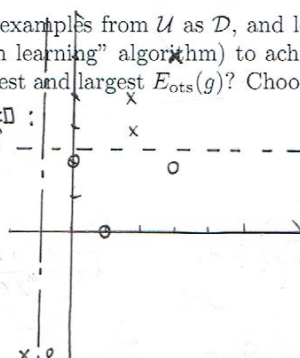 examples from 𝒰 as 𝒟, and l
n learning" algorithm) to ach
est and largest E_ots(g)? Choo
x
x
x